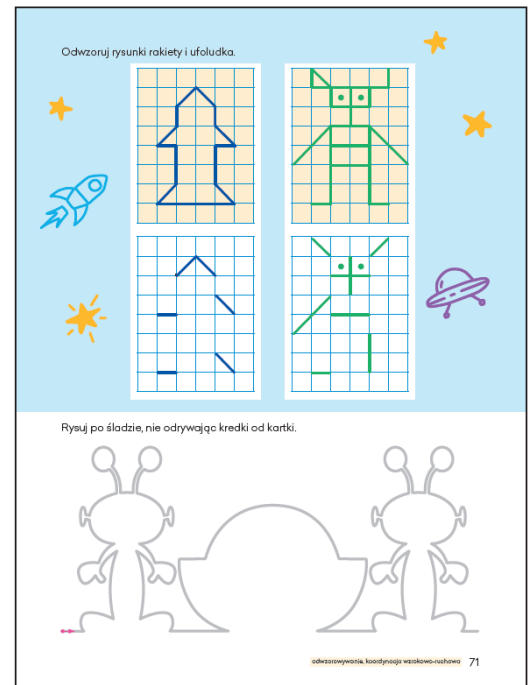 Odwzoruj rysunki rakiety i ufoludka.
Rysuj po śladzie, nie odrywając kredki od kartki.
odwzorowywanie, koordynacja wzrokowo-ruchowa 71